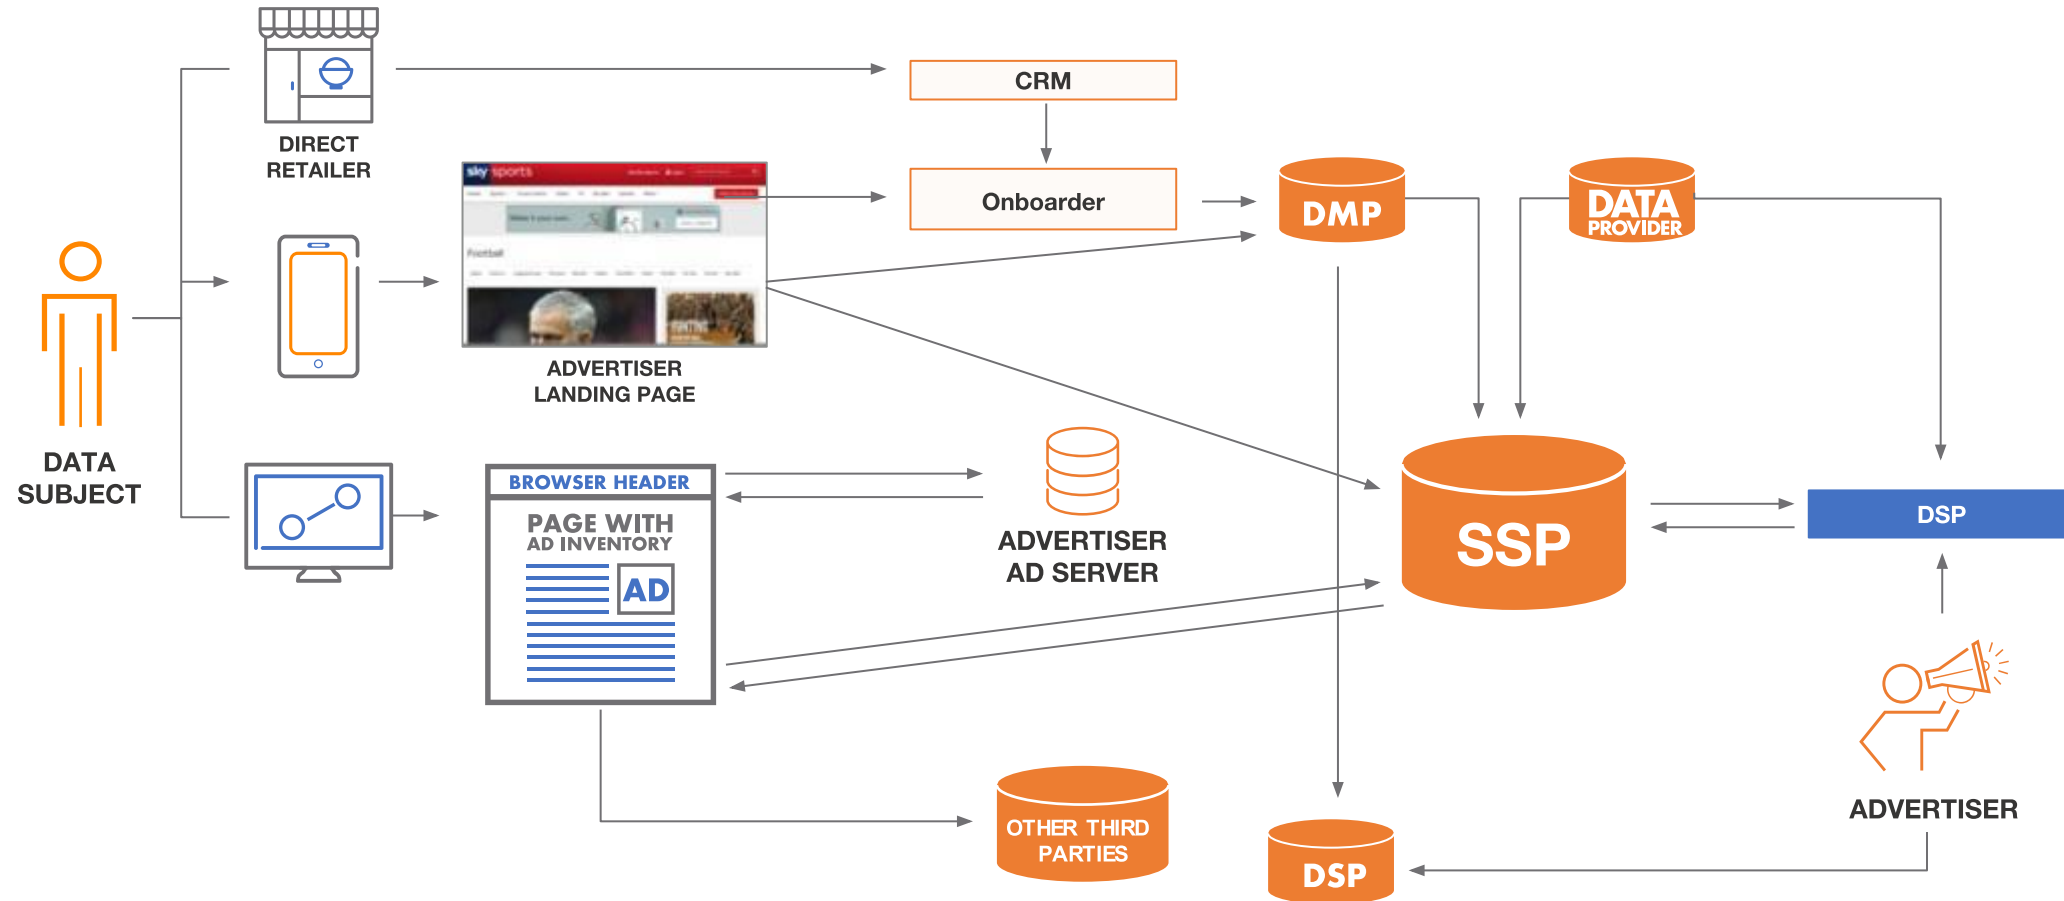 CRM
DIRECT
RETAILER
sky sports
Onboarder
DMP
DATA
PROVIDER
Football
ADVERTISER
LANDING PAGE
DATA
SUBJECT
BROWSER HEADER
PAGE WITH
AD INVENTORY
AD
ADVERTISER
AD SERVER
SSP
DSP
ADVERTISER
OTHER THIRD
PARTIES
DSP